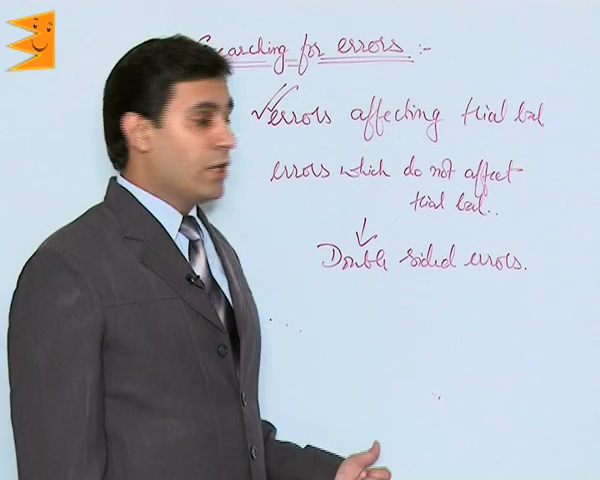 Searching for errors :-
✓ errors affecting trial bal
errors which do not affect
trial bal..
↓
Double sided errors.